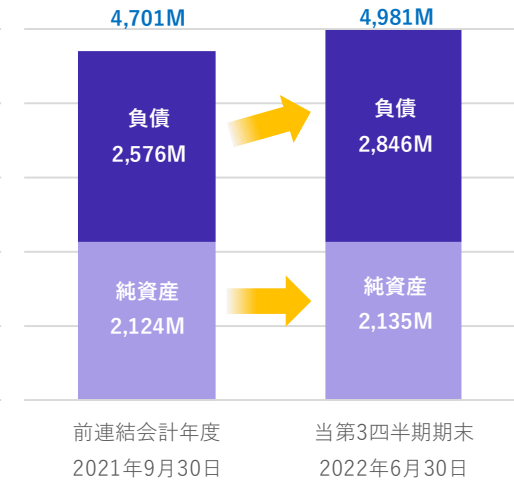 4,701M
負債
2,576M
純資産
2,124M
前連結会計年度
2021年9月30日
4,981M
負債
2,846M
純資産
2,135M
当第3四半期期末
2022年6月30日